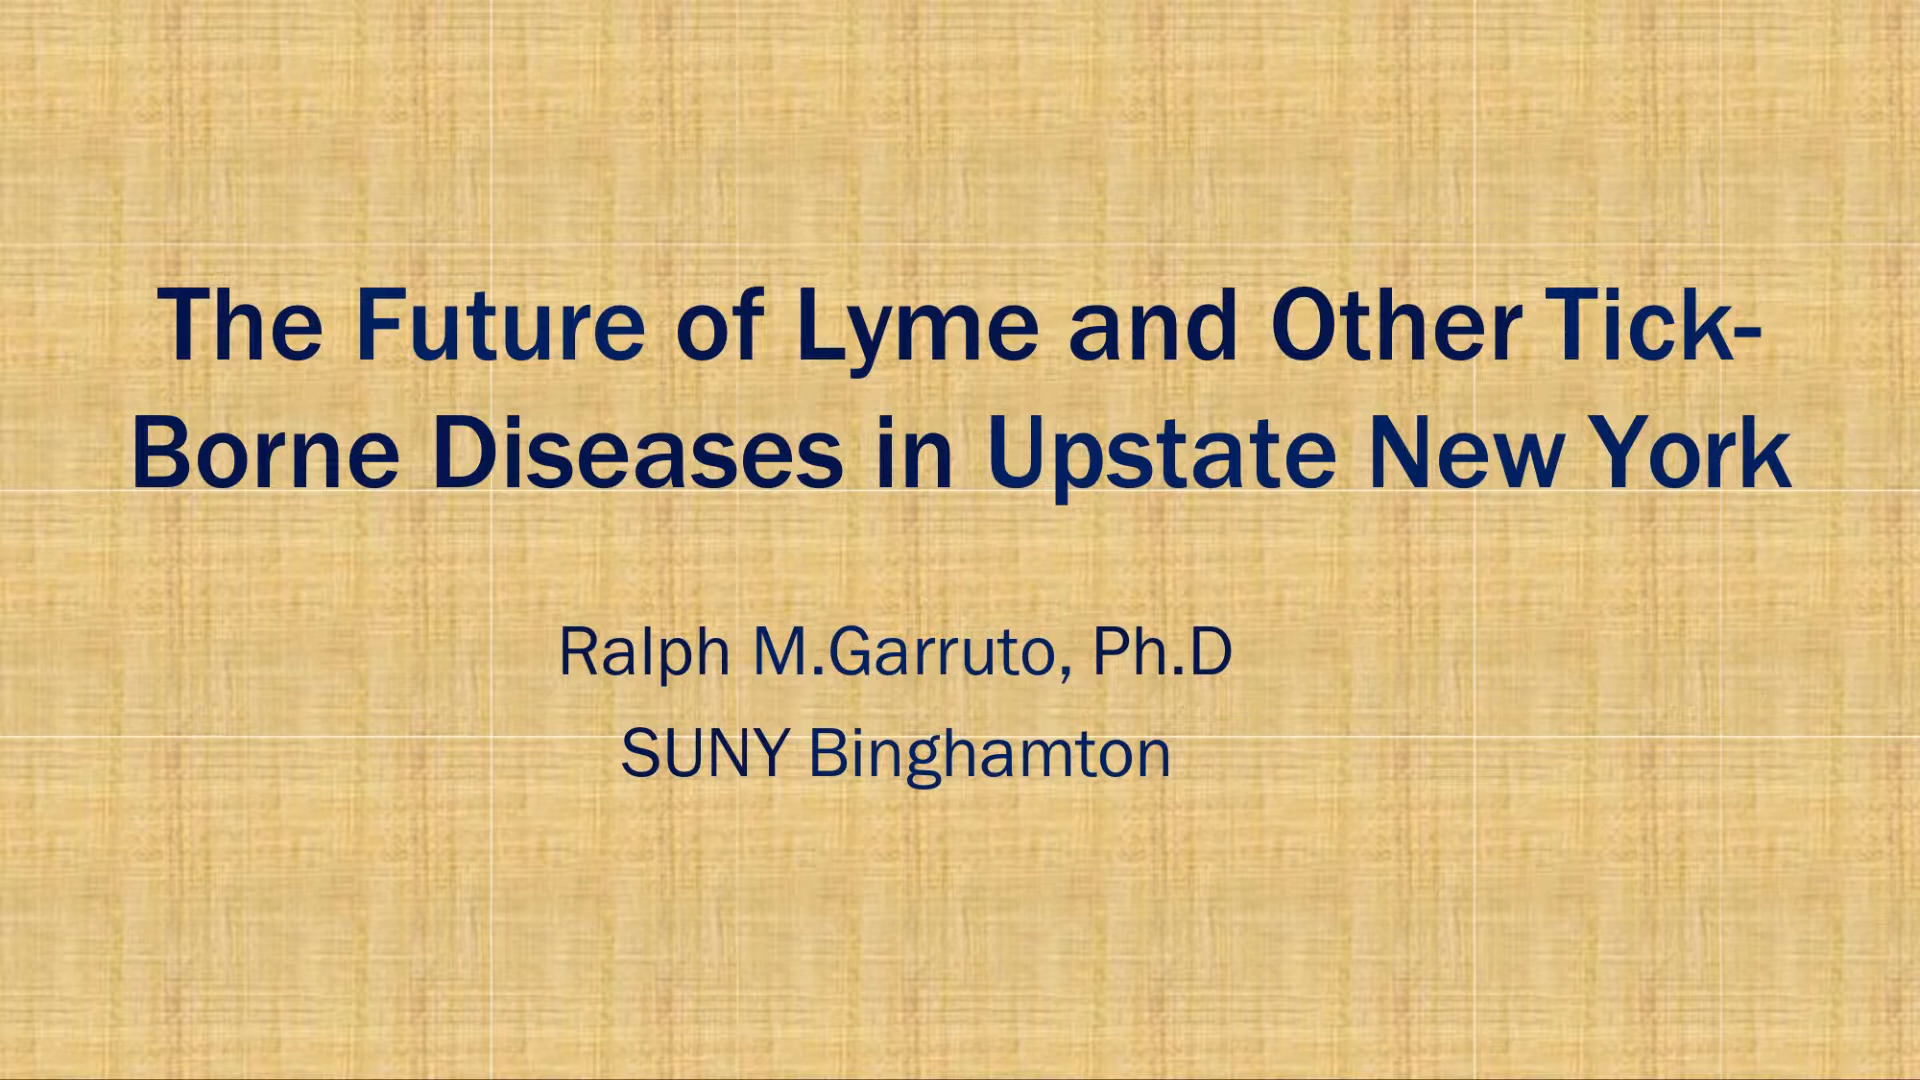 The Future of Lyme and Other Tick-
Borne Diseases in Upstate New York
Ralph M.Garruto, Ph.D
SUNY Binghamton